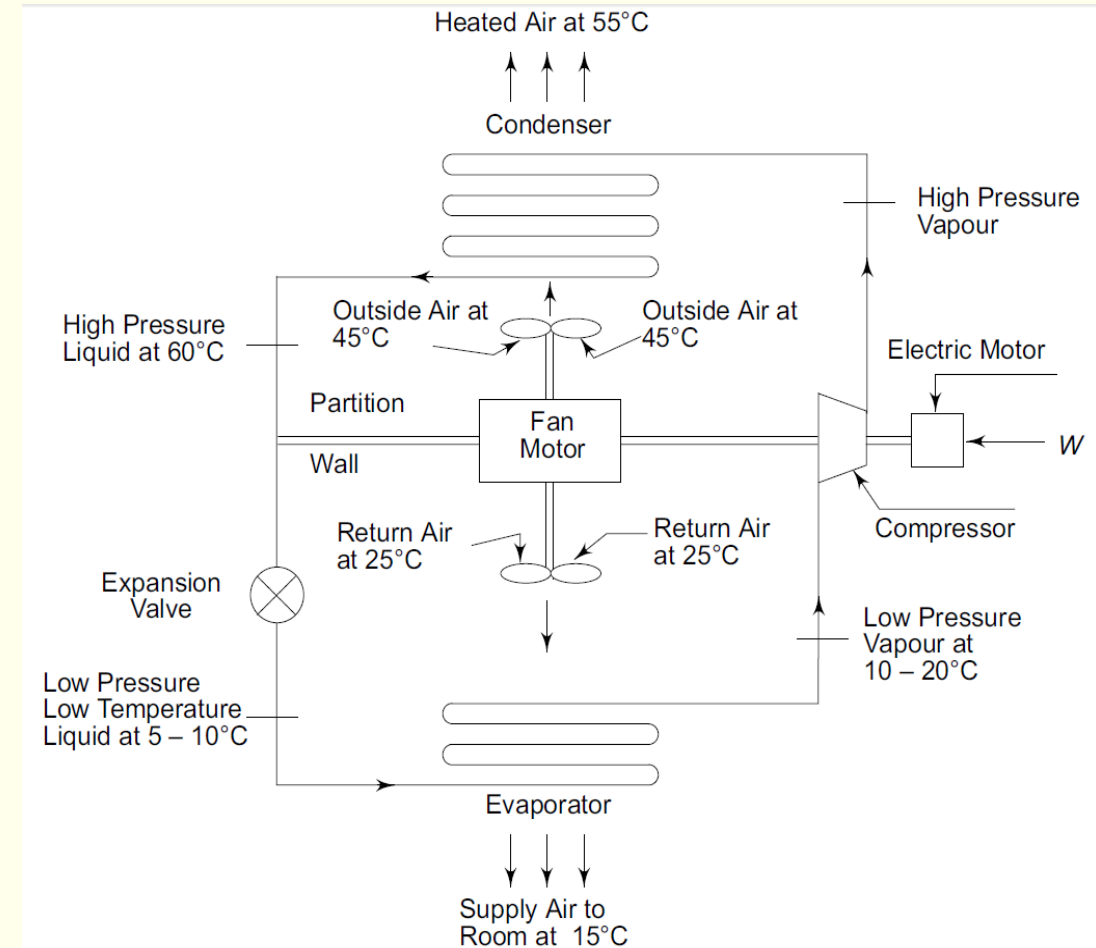 Heated Air at 55°C
Condenser
High Pressure
Vapour
Outside Air at
45°C
Outside Air at
45°C
High Pressure
Liquid at 60°C
Electric Motor
Partition
Fan
Motor
W
Wall
Compressor
Return Air
at 25°C
Return Air
at 25°C
Expansion
Valve
Low Pressure
Vapour at
10 – 20°C
Low Pressure
Low Temperature
Liquid at 5 – 10°C
Evaporator
Supply Air to
Room at 15°C